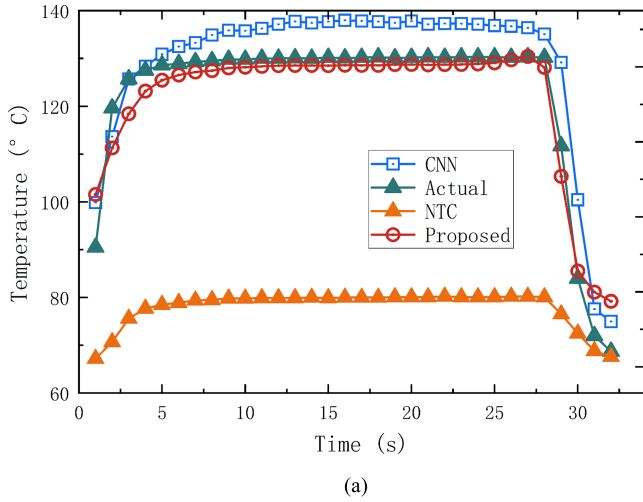 Temperature (° C)
140
120
100
80
60
CNN
Actual
NTC
Proposed
0 5 10 15 20 25 30
Time (s)
(a)